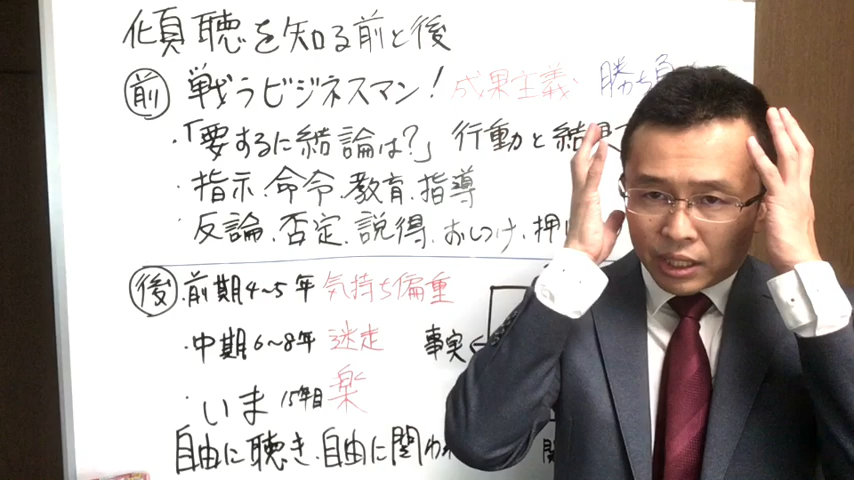 傾聴を知る前と後
前 戦うビジネスマン! 成果主義 勝ち負
・「要するに結論は?」 行動と結果
・指示、命令、教育、指導
・反論、否定、説得、おしつけ、押し
後 ・前期4~5年 気持ち偏重
・中期6~8年 迷走
事実
・いま 15年目 楽
自由に聴き、自由に関わ